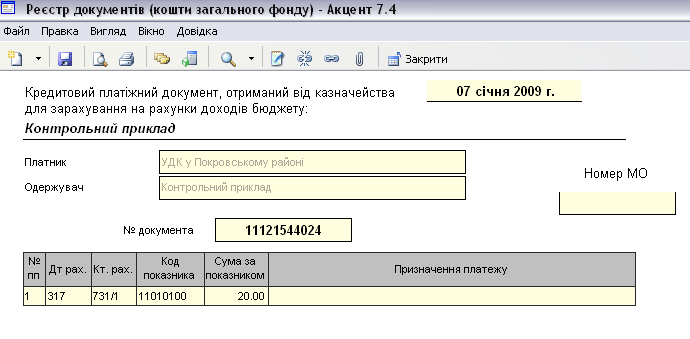 Реєстр документів (кошти загального фонду) - Акцент 7.4
Файл Правка Вигляд Вікно Довідка
Закрити
Кредитовий платіжний документ, отриманий від казначейства
07 січня 2009 г.
для зарахування на рахунки доходів бюджету:
Контрольний приклад
Платник УДК у Покровському районі
Номер МО
Одержувач Контрольний приклад
№ документа 11121544024
№ пп Дт рах. Кт. рах. Код показника Сума за показником Призначення платежу
1 317 731/1 11010100 20.00